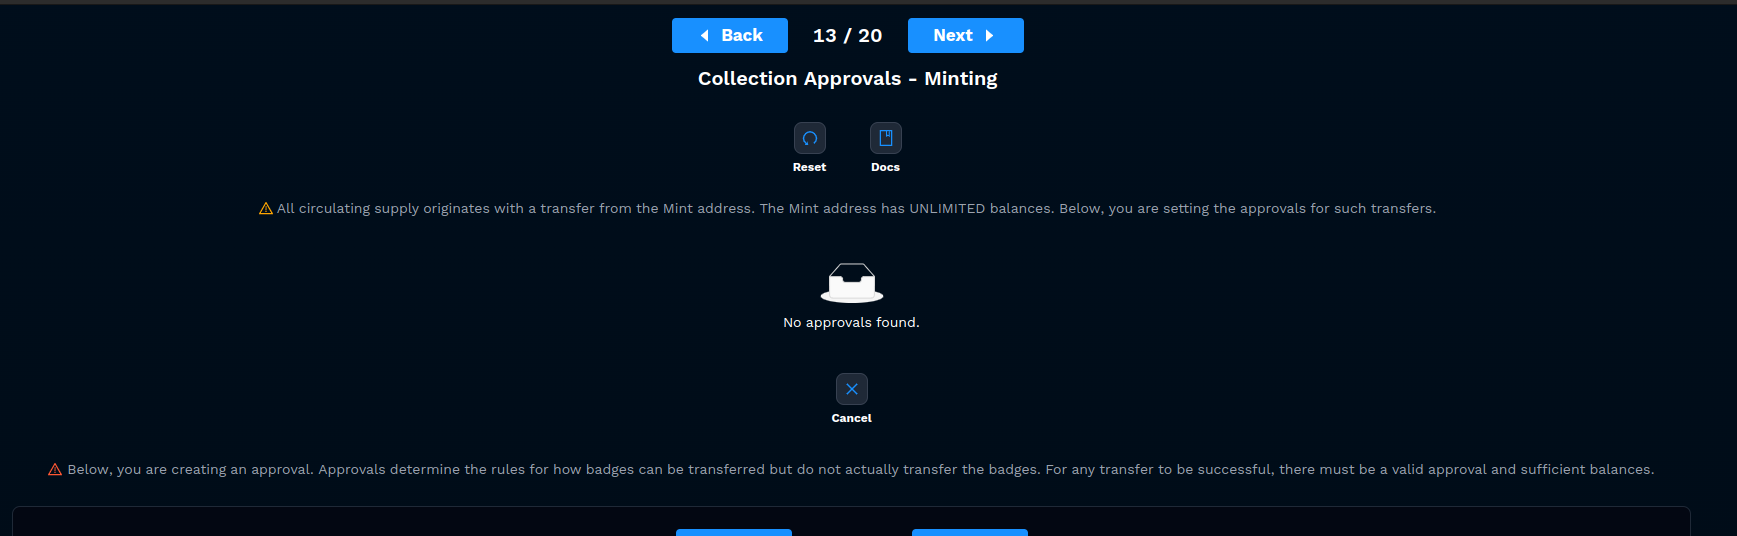 Back 13 / 20 Next
Collection Approvals - Minting
Reset Docs
All circulating supply originates with a transfer from the Mint address. The Mint address has UNLIMITED balances. Below, you are setting the approvals for such transfers.
No approvals found.
Cancel
Below, you are creating an approval. Approvals determine the rules for how badges can be transferred but do not actually transfer the badges. For any transfer to be successful, there must be a valid approval and sufficient balances.